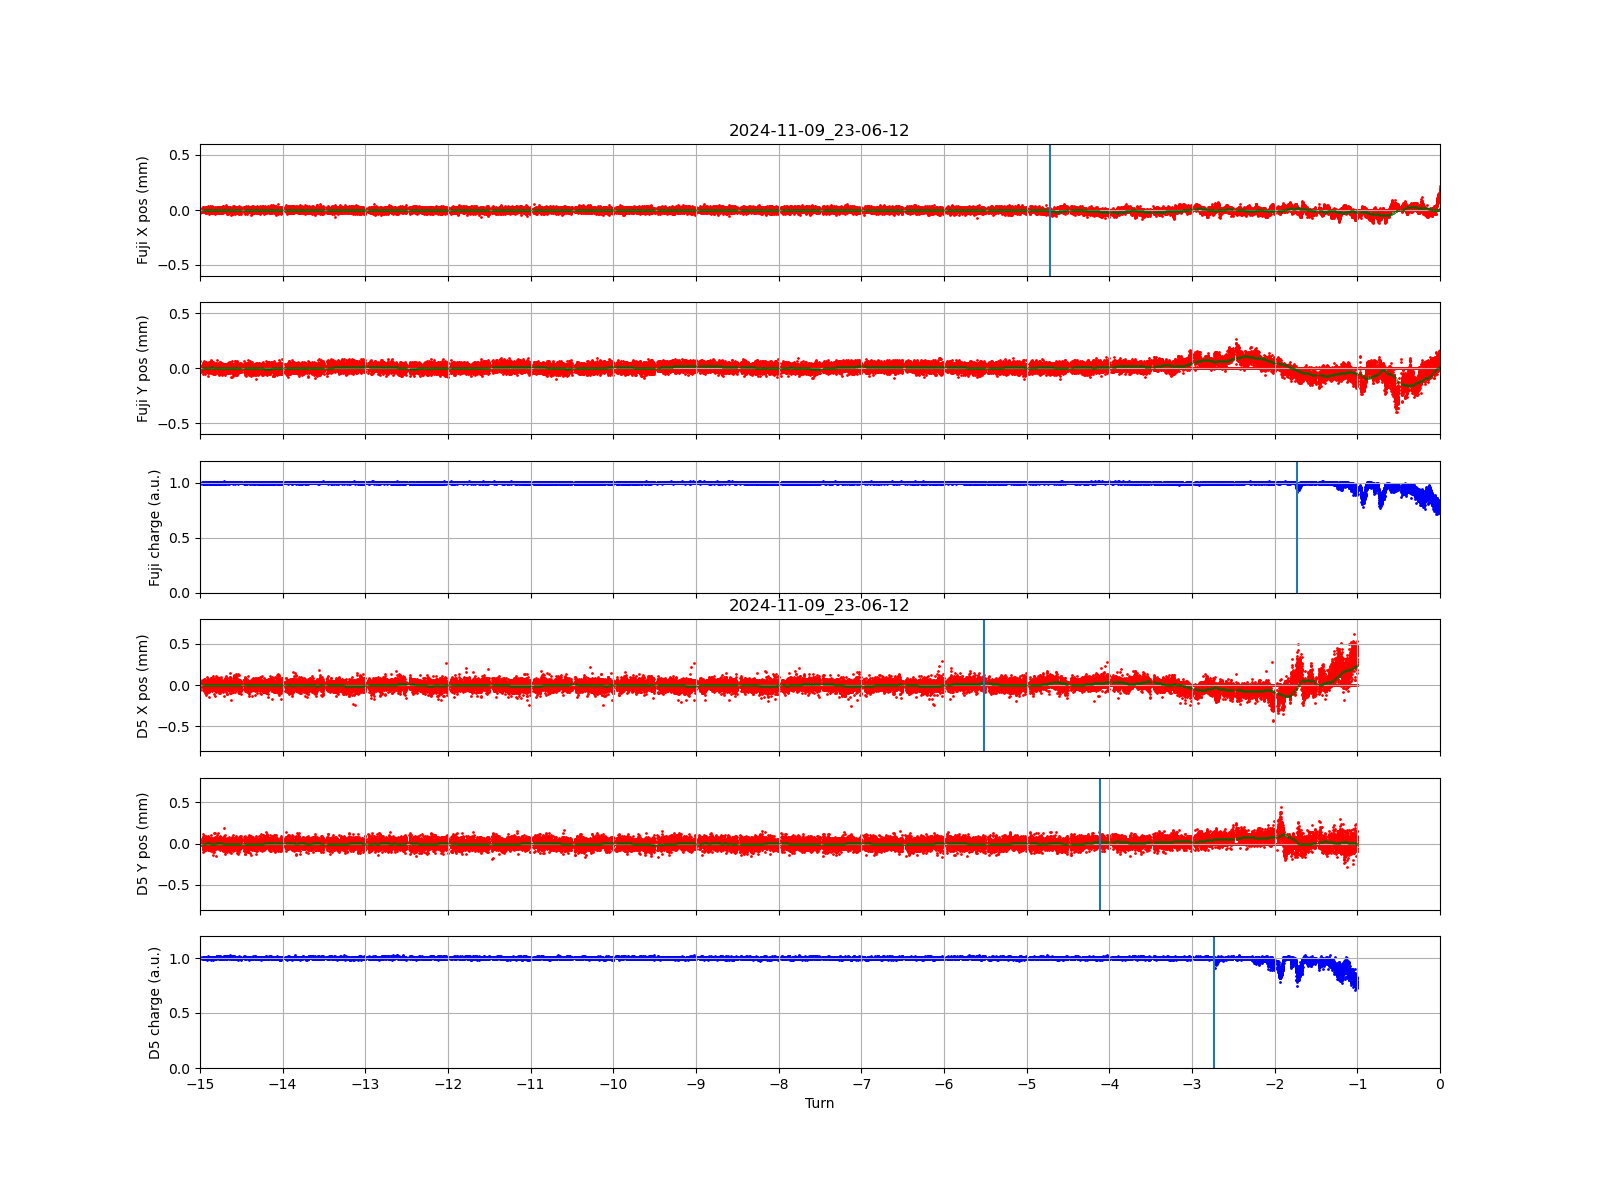 2024-11-09_23-06-12
Fuji X pos (mm)
0.5
0.0
−0.5
Fuji Y pos (mm)
0.5
0.0
−0.5
Fuji charge (a.u.)
1.0
0.5
0.0
2024-11-09_23-06-12
D5 X pos (mm)
0.5
0.0
−0.5
D5 Y pos (mm)
0.5
0.0
−0.5
D5 charge (a.u.)
1.0
0.5
0.0
−15 −14 −13 −12 −11 −10 −9 −8 −7 −6 −5 −4 −3 −2 −1 0
Turn